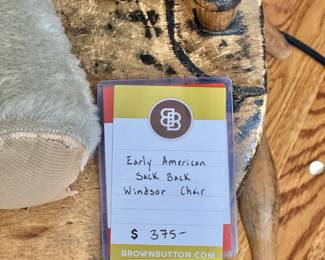 BB
Early American
Sack Back
Windsor Chair
$ 375-
BROWNBUTTON.COM